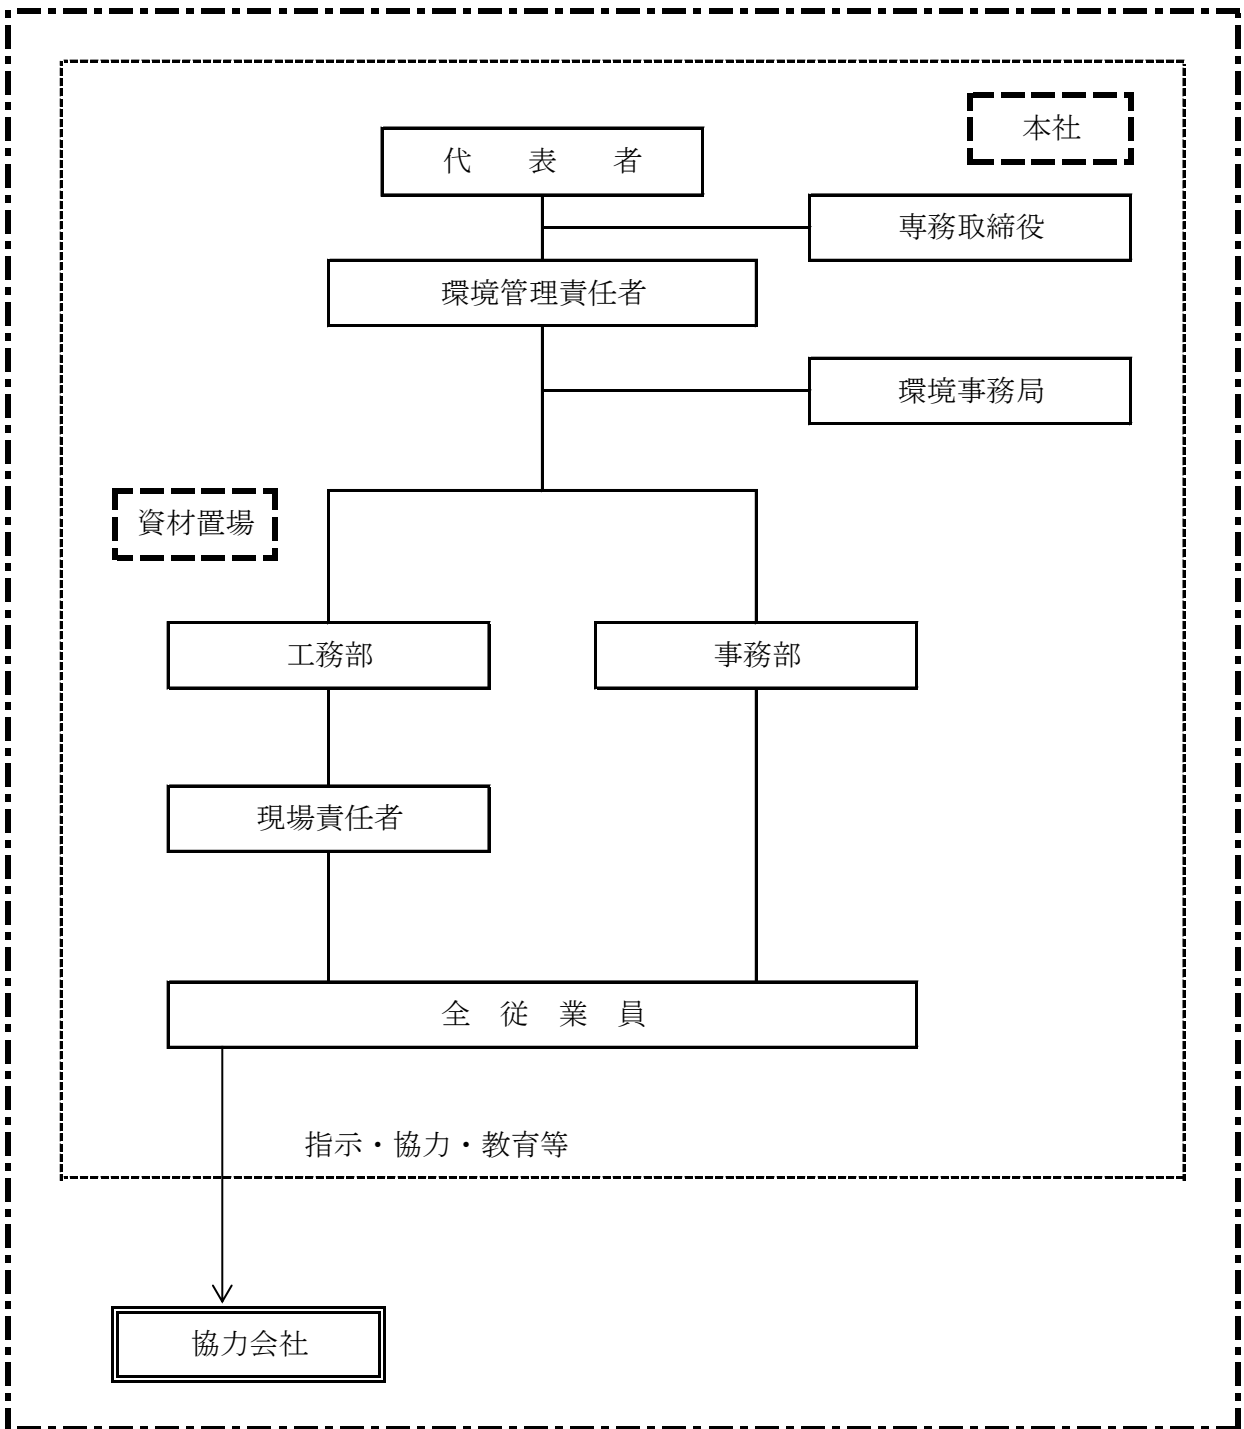 本社
代　表　者
専務取締役
環境管理責任者
環境事務局
資材置場
工務部
事務部
現場責任者
全　従　業　員
指示・協力・教育等
協力会社